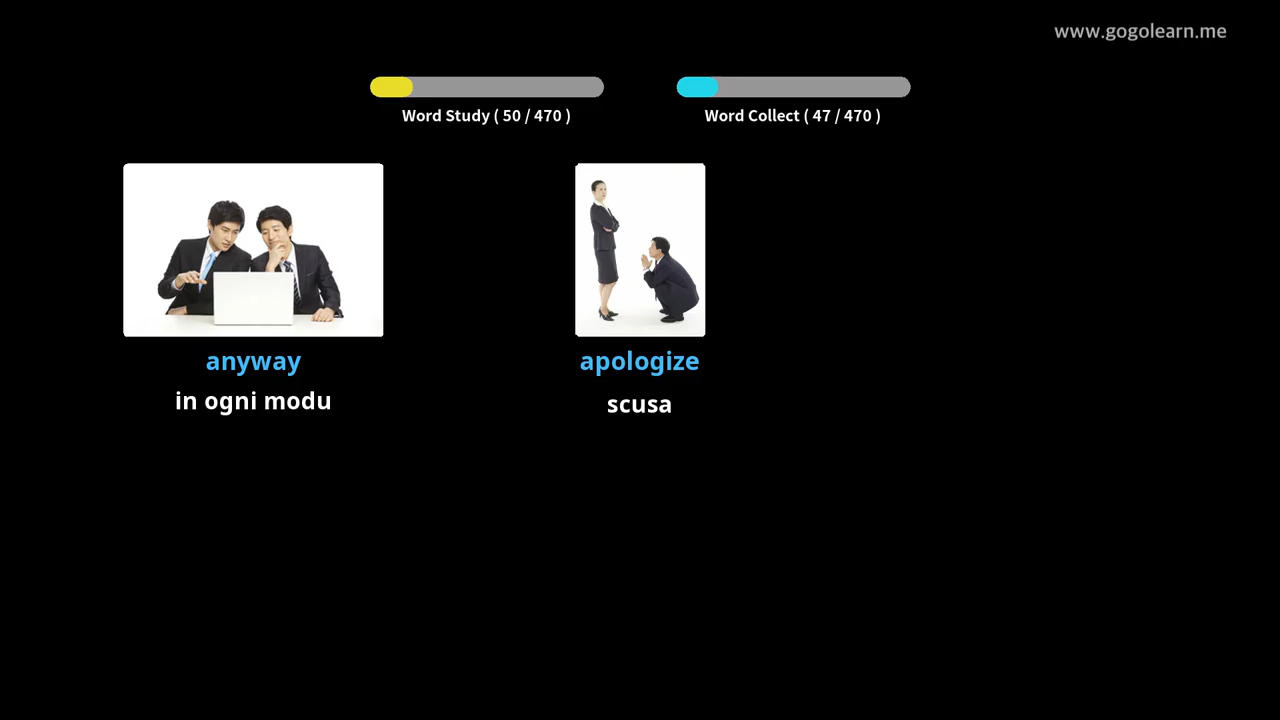 www.gogolearn.me
Word Study ( 50 / 470 )
Word Collect ( 47 / 470 )
anyway
in ogni modu
apologize
scusa